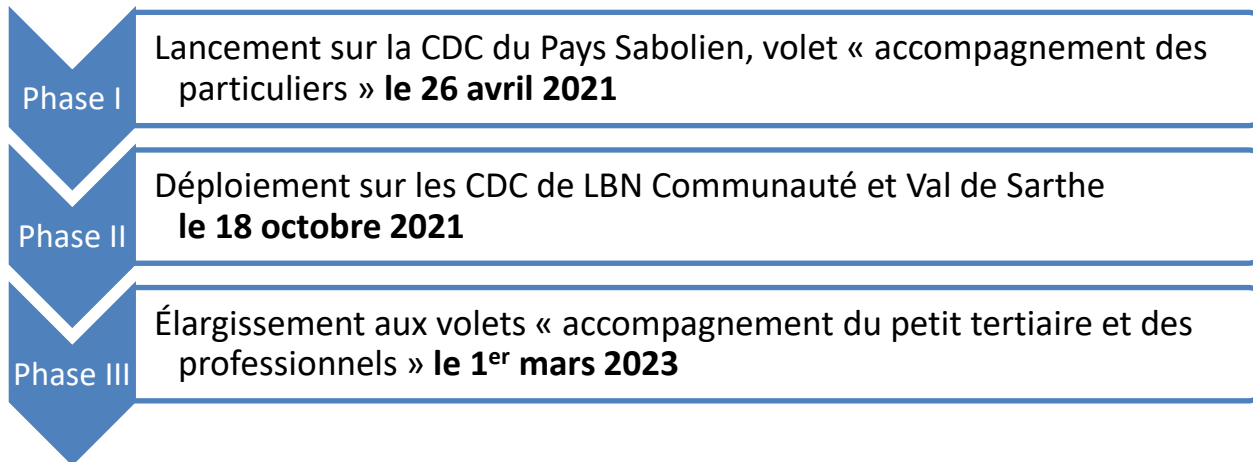 Phase I
Lancement sur la CDC du Pays Sabolien, volet « accompagnement des
particuliers » le 26 avril 2021
Phase II
Déploiement sur les CDC de LBN Communauté et Val de Sarthe
le 18 octobre 2021
Phase III
Élargissement aux volets « accompagnement du petit tertiaire et des
professionnels » le 1er mars 2023